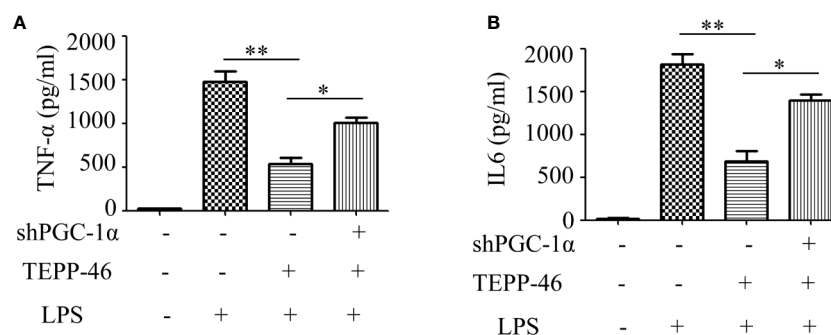 A
TNF-α (pg/ml)
2000
1500
1000
500
0
**
*
shPGC-1α - - - +
TEPP-46 - - + +
LPS - + + +
B
IL6 (pg/ml)
2000
1500
1000
500
0
**
*
shPGC-1α - - - +
TEPP-46 - - + +
LPS - + + +